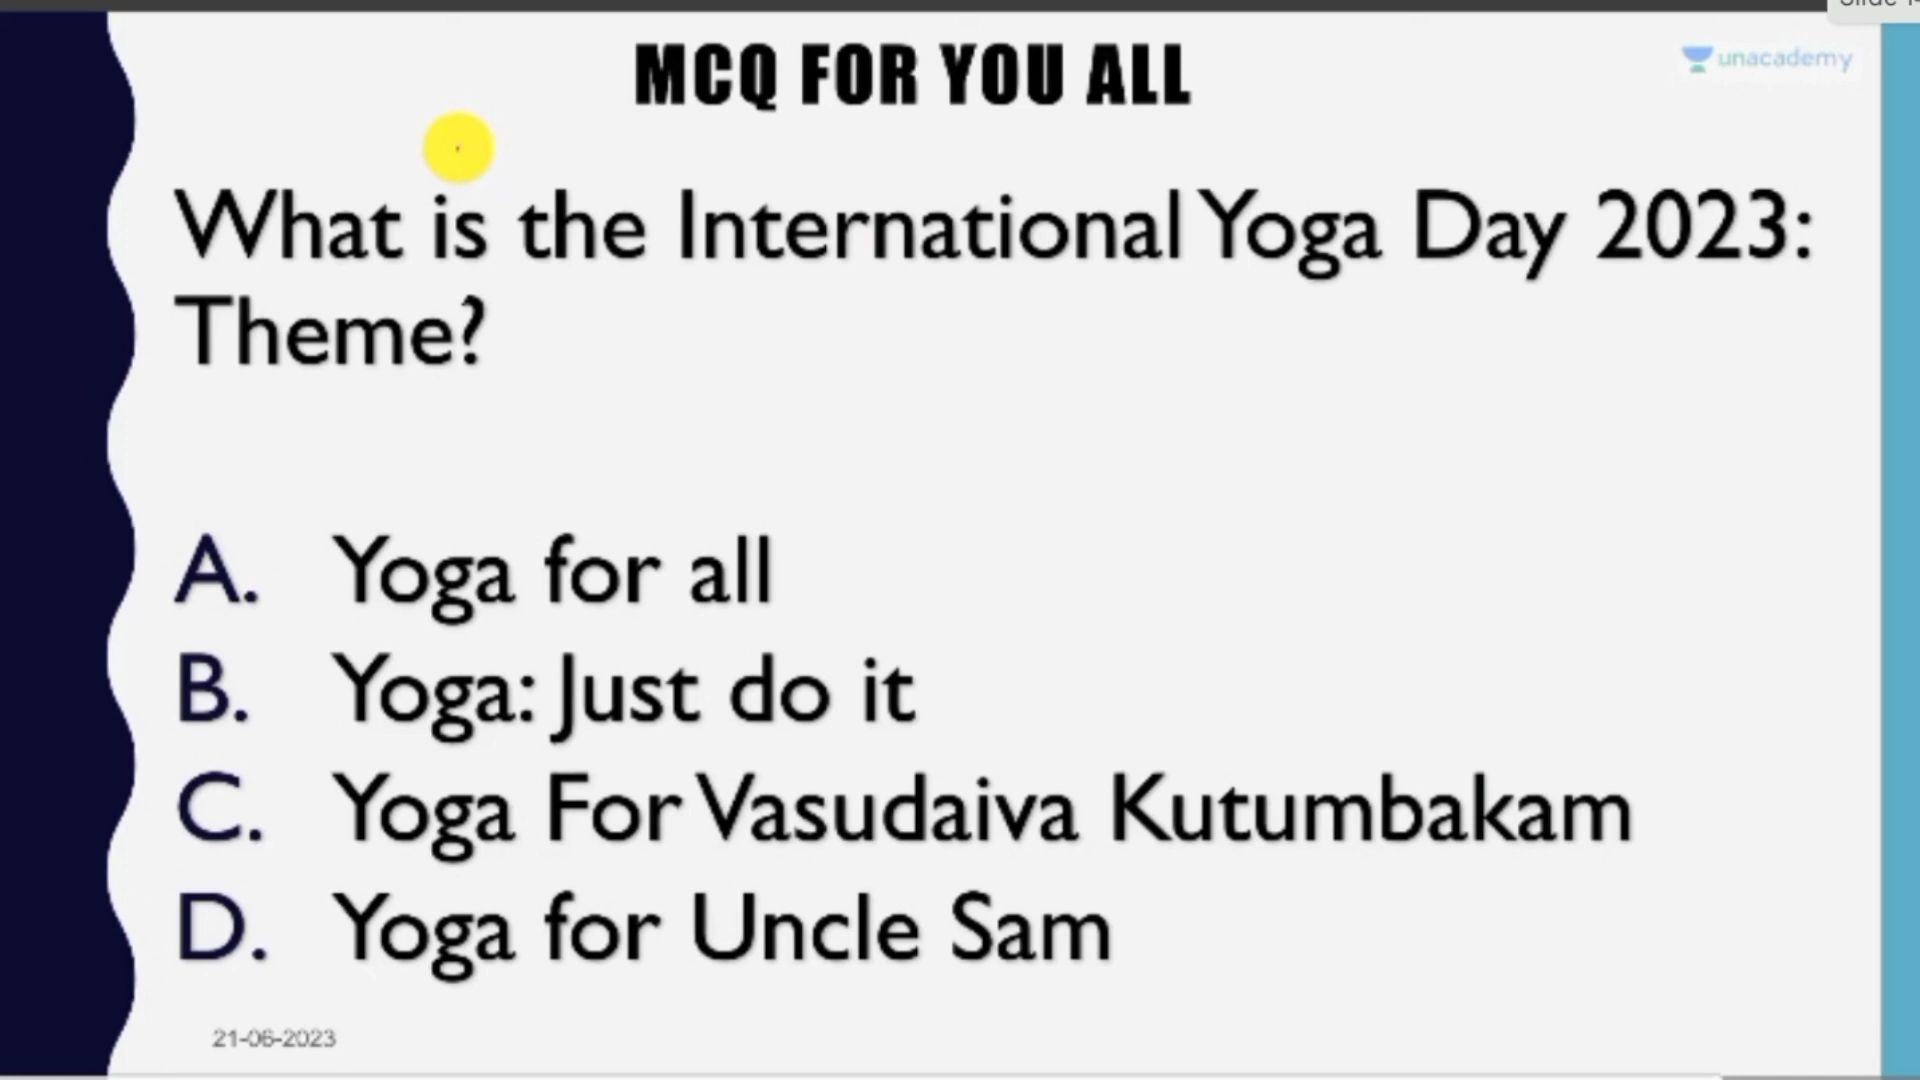 Slide
MCQ FOR YOU ALL
unacademy
What is the International Yoga Day 2023:
Theme?
A. Yoga for all
B. Yoga: Just do it
C. Yoga For Vasudaiva Kutumbakam
D. Yoga for Uncle Sam
21-06-2023